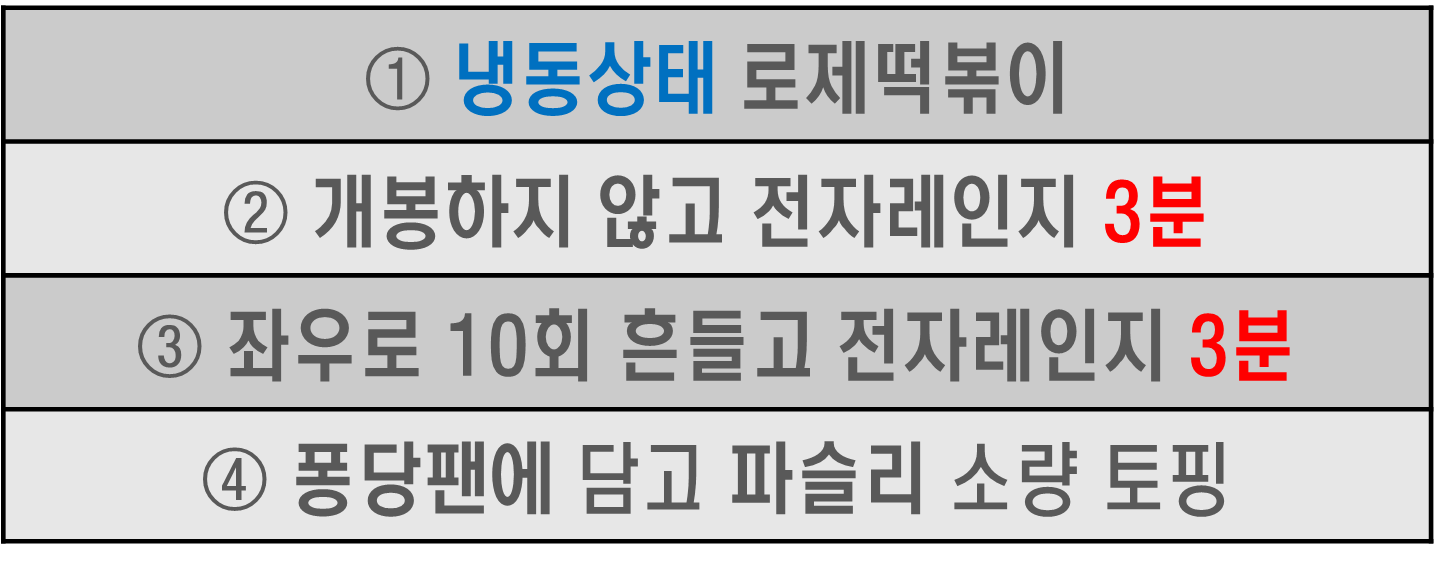 ① 냉동상태 로제떡볶이
② 개봉하지 않고 전자레인지 3분
③ 좌우로 10회 흔들고 전자레인지 3분
④ 퐁당팬에 담고 파슬리 소량 토핑